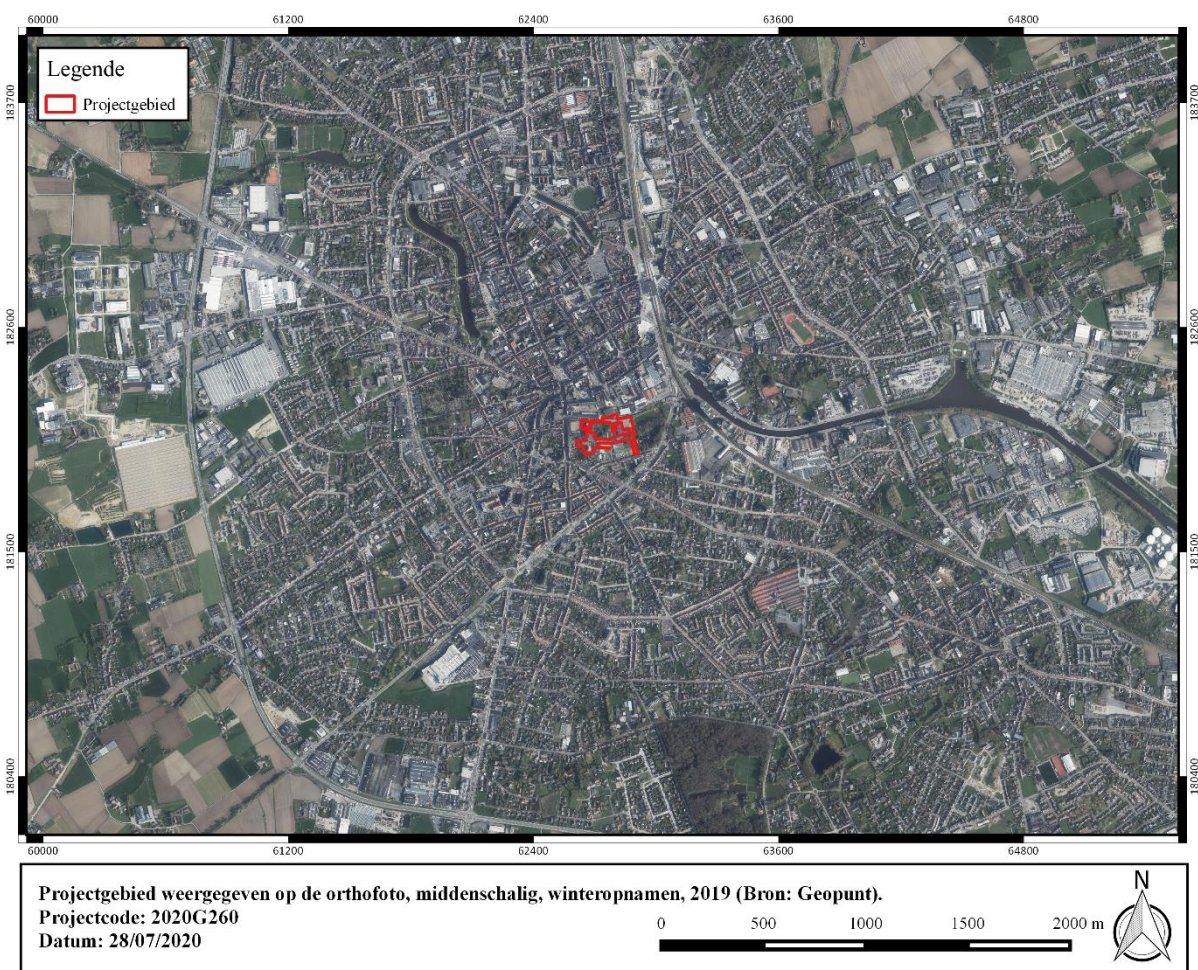 60000 61200 62400 63600 64800
Legende
Projectgebied
183700 183700
182600 182600
181500 181500
180400 180400
60000 61200 62400 63600 64800
Projectgebied weergegeven op de orthofoto, middenschalig, winteropnamen, 2019 (Bron: Geopunt).
Projectcode: 2020G260
Datum: 28/07/2020
0 500 1000 1500 2000 m
N